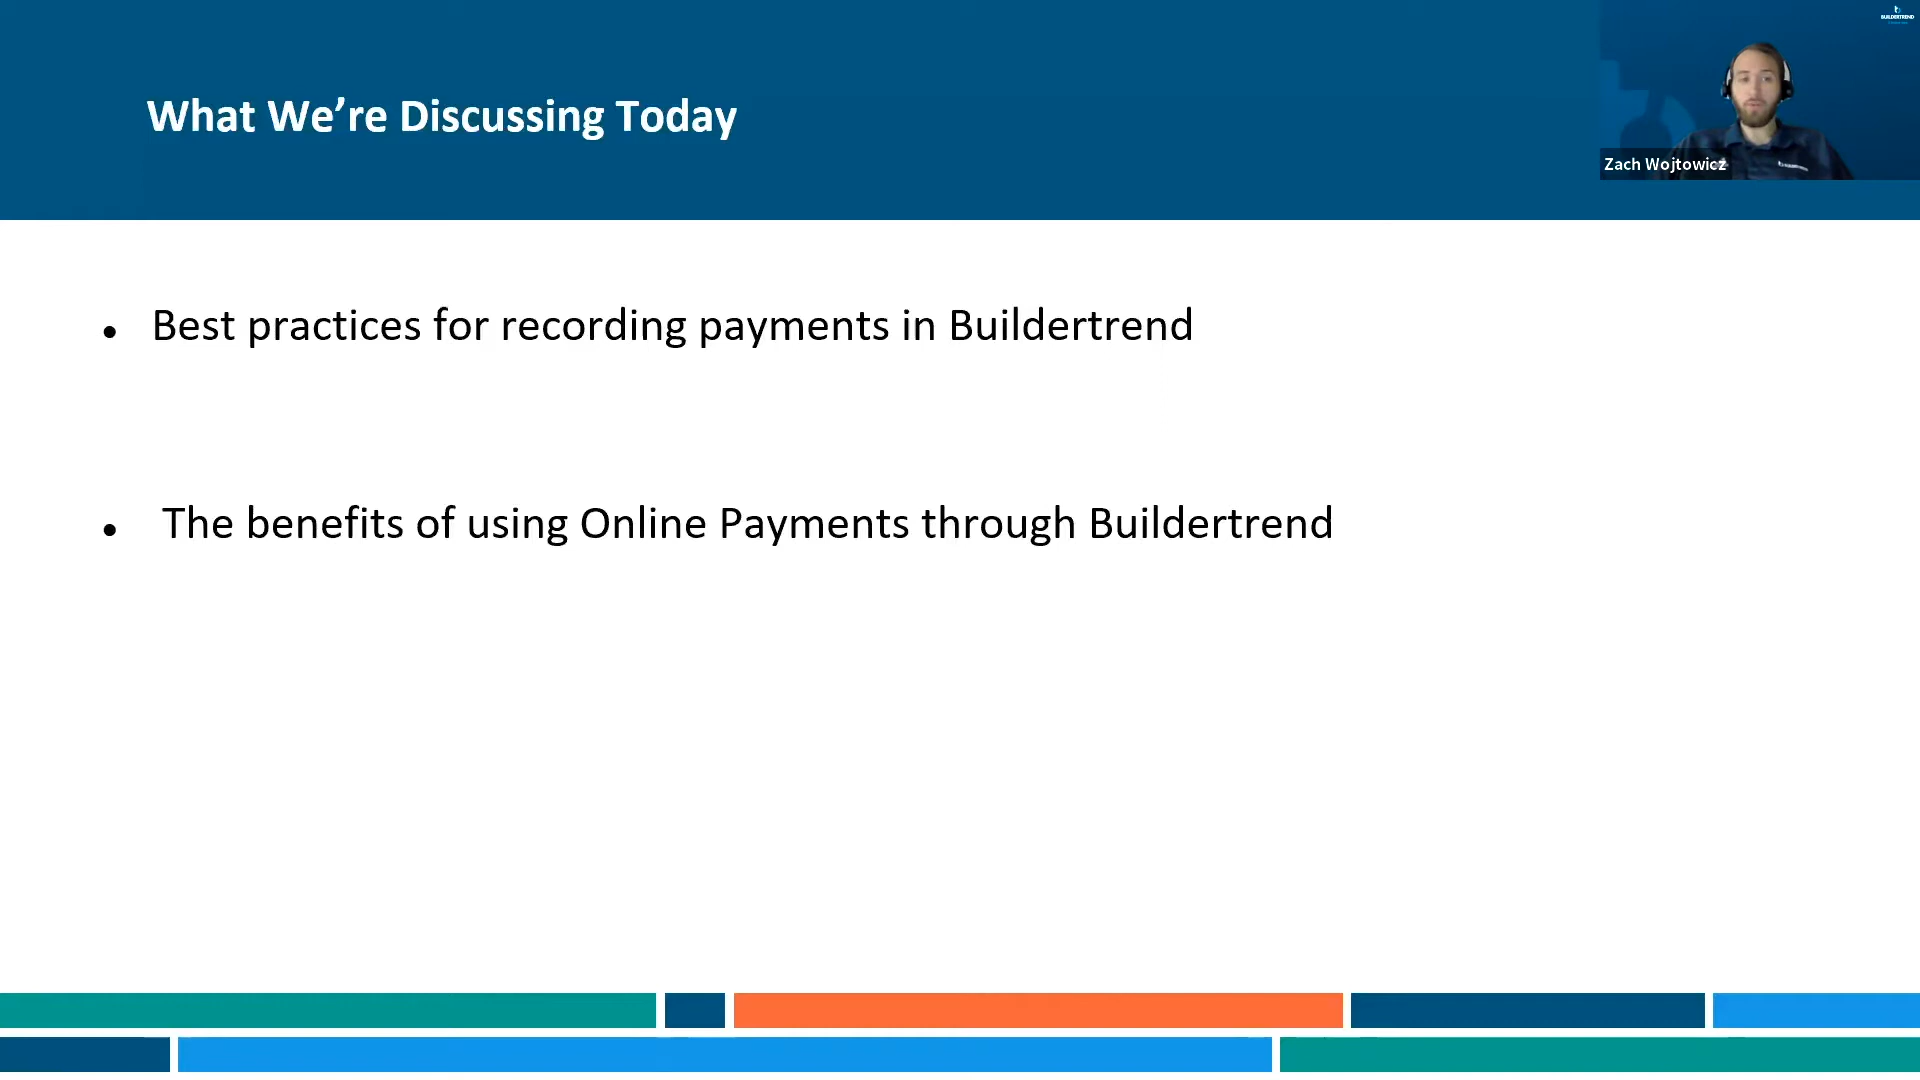 BUILDERTREND
What We’re Discussing Today
Zach Wojtowicz
• Best practices for recording payments in Buildertrend
• The benefits of using Online Payments through Buildertrend